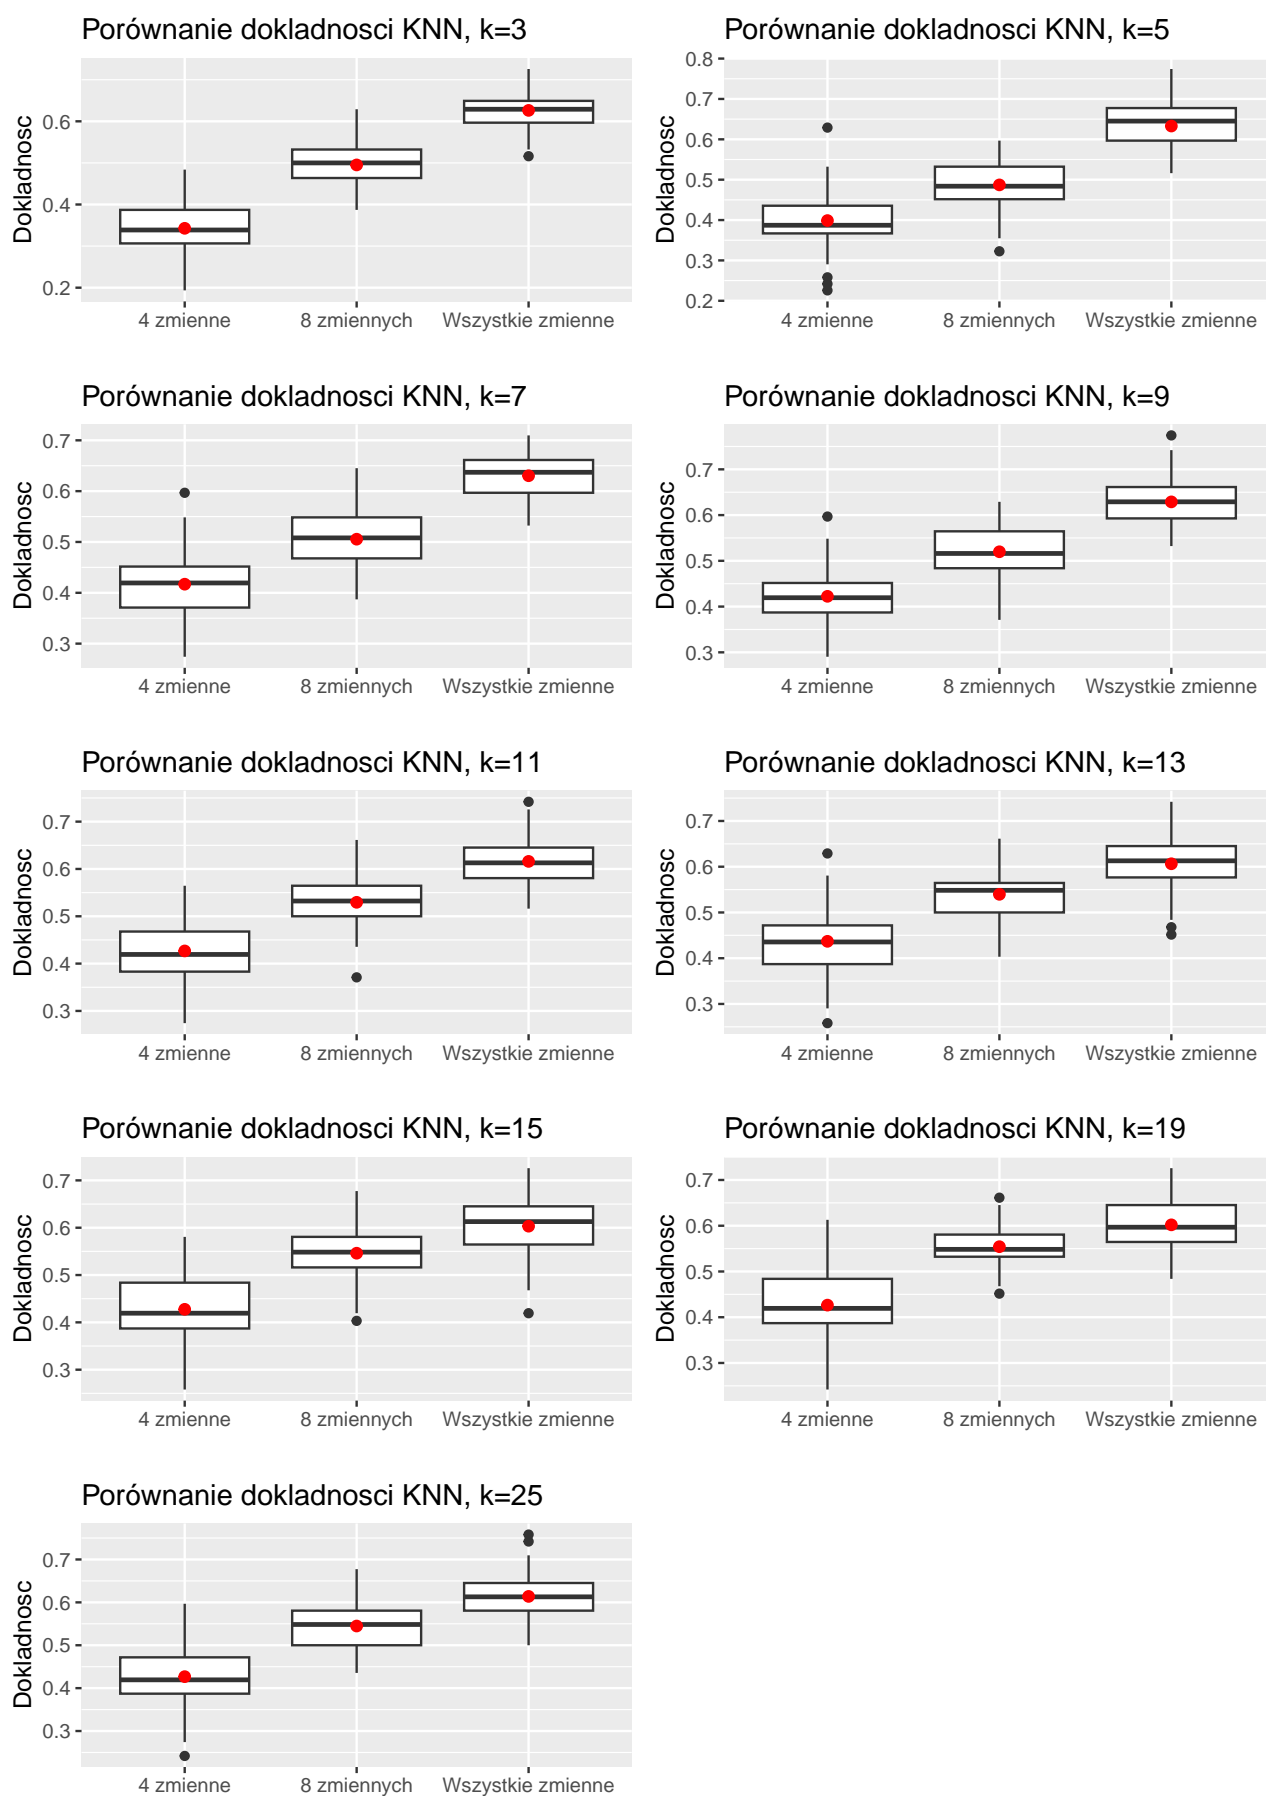 Porównanie dokladnosci KNN, k=3
Dokladnosc
0.6
0.4
0.2
4 zmienne 8 zmiennych Wszystkie zmienne
Porównanie dokladnosci KNN, k=5
Dokladnosc
0.8
0.7
0.6
0.5
0.4
0.3
0.2
4 zmienne 8 zmiennych Wszystkie zmienne
Porównanie dokladnosci KNN, k=7
Dokladnosc
0.7
0.6
0.5
0.4
0.3
4 zmienne 8 zmiennych Wszystkie zmienne
Porównanie dokladnosci KNN, k=9
Dokladnosc
0.7
0.6
0.5
0.4
0.3
4 zmienne 8 zmiennych Wszystkie zmienne
Porównanie dokladnosci KNN, k=11
Dokladnosc
0.7
0.6
0.5
0.4
0.3
4 zmienne 8 zmiennych Wszystkie zmienne
Porównanie dokladnosci KNN, k=13
Dokladnosc
0.7
0.6
0.5
0.4
0.3
4 zmienne 8 zmiennych Wszystkie zmienne
Porównanie dokladnosci KNN, k=15
Dokladnosc
0.7
0.6
0.5
0.4
0.3
4 zmienne 8 zmiennych Wszystkie zmienne
Porównanie dokladnosci KNN, k=19
Dokladnosc
0.7
0.6
0.5
0.4
0.3
4 zmienne 8 zmiennych Wszystkie zmienne
Porównanie dokladnosci KNN, k=25
Dokladnosc
0.7
0.6
0.5
0.4
0.3
4 zmienne 8 zmiennych Wszystkie zmienne